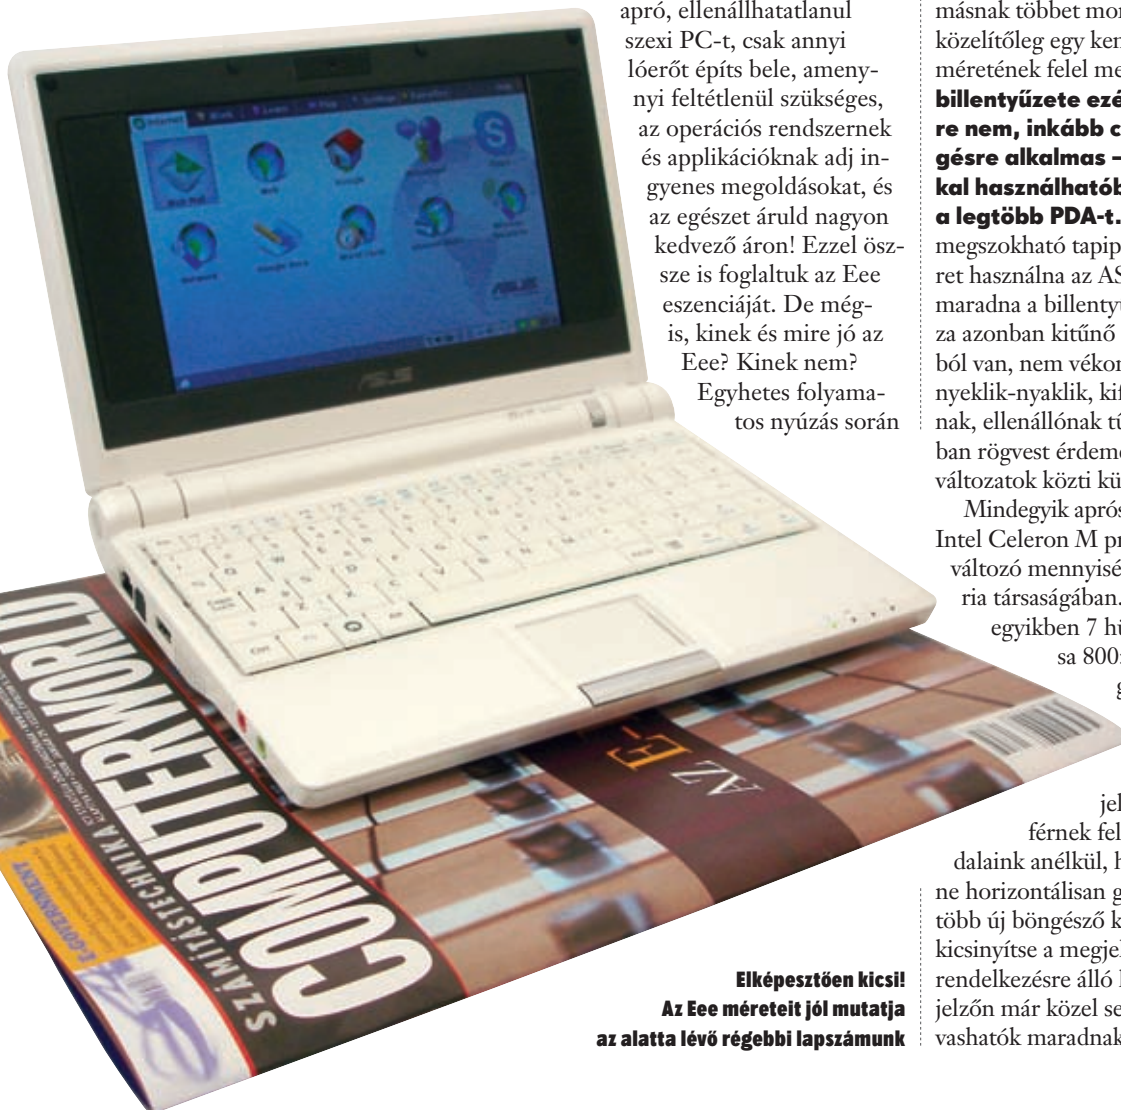 apró, ellenállhatatlanul
szexi PC-t, csak annyi
lóerőt építs bele, ameny-
nyi feltétlenül szükséges,
az operációs rendszernek
és applikációknak adj in-
gyenes megoldásokat, és
az egészet áruld nagyon
kedvező áron! Ezzel ösz-
sze is foglaltuk az Eee
eszenciáját. De még-
is, kinek és mire jó az
Eee? Kinek nem?
Egyhetes folyama-
tos nyúzás során
másnak többet mon
közelítőleg egy ken
méretének felel me
billentyűzete ezé
re nem, inkább c
gésre alkalmas –
kal használhatób
a legtöbb PDA-t.
megszokható tapip
ret használna az AS
maradna a billentyű
za azonban kitűnő
ból van, nem vékon
nyeklik-nyaklik, kif
nak, ellenállónak tű
ban rögvest érdeme
változatok közti kü
Mindegyik aprós
Intel Celeron M pr
változó mennyisé
ria társaságában.
egyikben 7 hü
sa 800
g
jel
férnek fel
dalaink anélkül, h
ne horizontálisan g
több új böngésző k
kicsinyítse a megjel
rendelkezésre álló k
jelzőn már közel se
vashatók maradnak
Internet
Web Mail
ASUS
SZÁMÍTÁSTECHNIKA
COMPUTERWORLD
E-GOVERNMENT
AZ E-
Elképesztően kicsi!
Az Eee méreteit jól mutatja
az alatta lévő régebbi lapszámunk